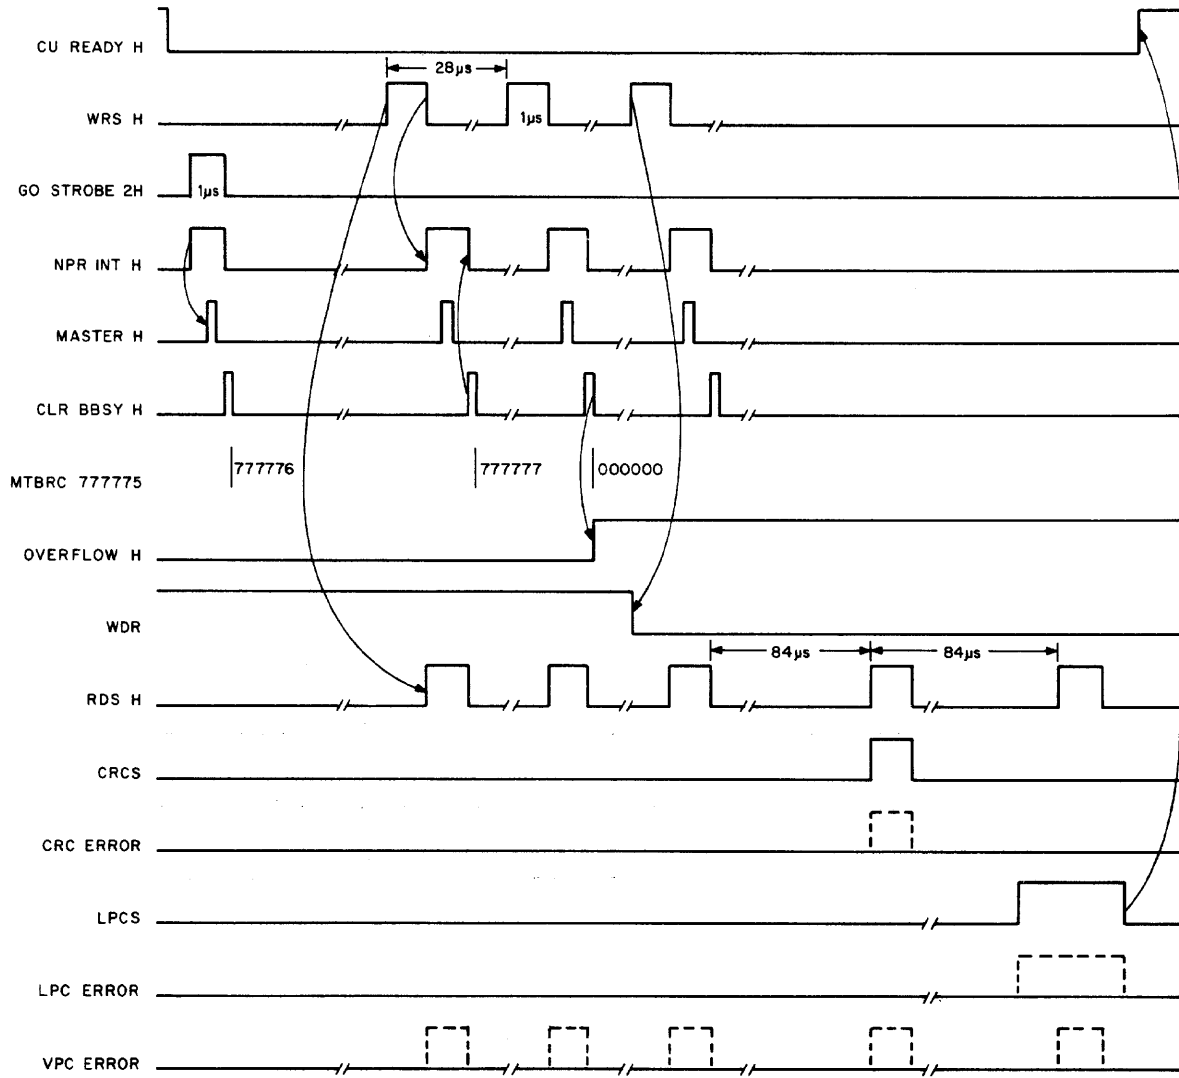 CU READY H
28µs
WRS H
1µs
GO STROBE 2H
1µs
NPR INT H
MASTER H
CLR BBSY H
777776
777777
000000
MTBRC 777775
OVERFLOW H
WDR
84µs
84µs
RDS H
CRCS
CRC ERROR
LPCS
LPC ERROR
VPC ERROR